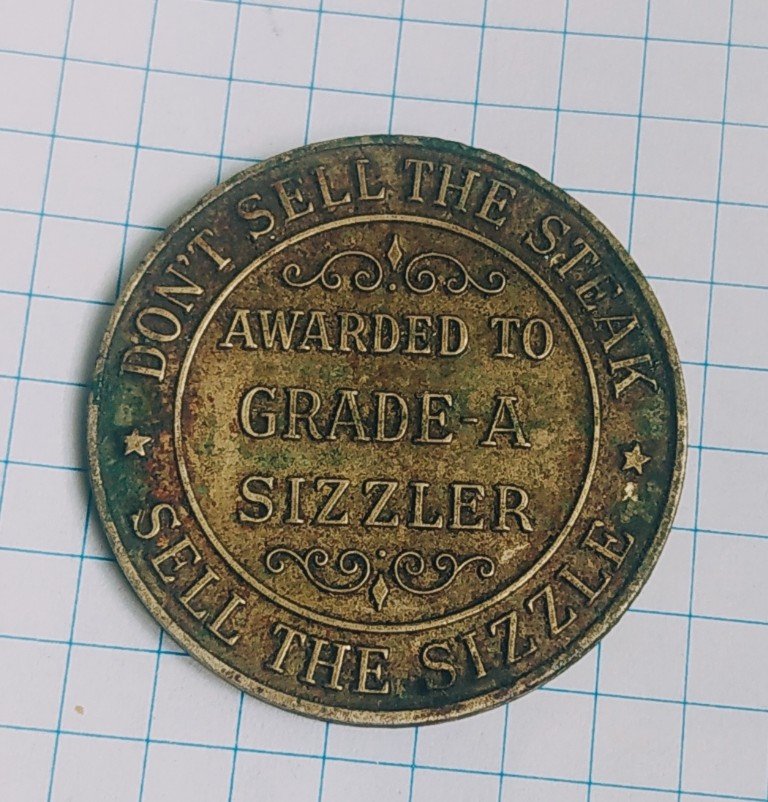 DON'T SELL THE STEAK
AWARDED TO
GRADE-A
SIZZLER
SELL THE SIZZLE